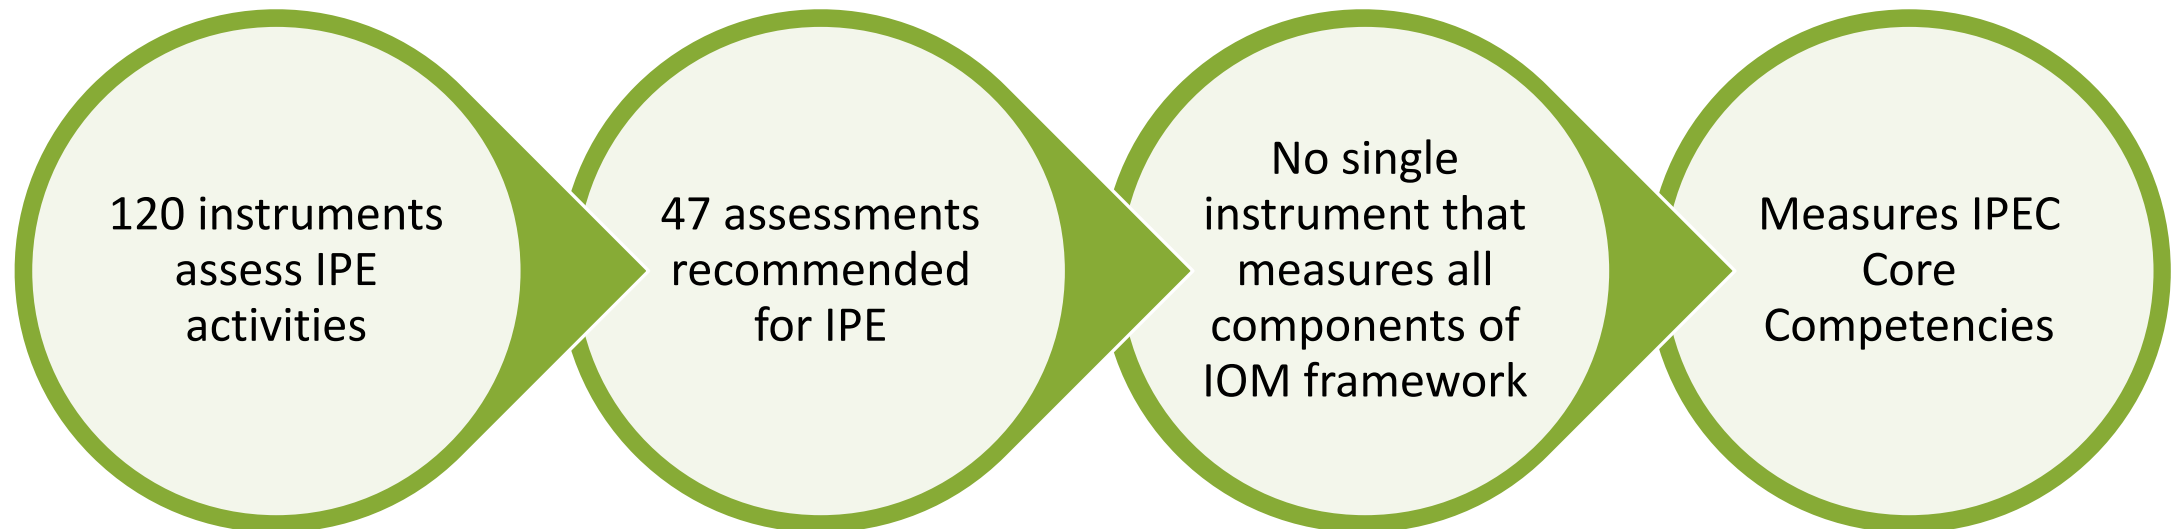 120 instruments
assess IPE
activities
47 assessments
recommended
for IPE
No single
instrument that
measures all
components of
IOM framework
Measures IPEC
Core
Competencies